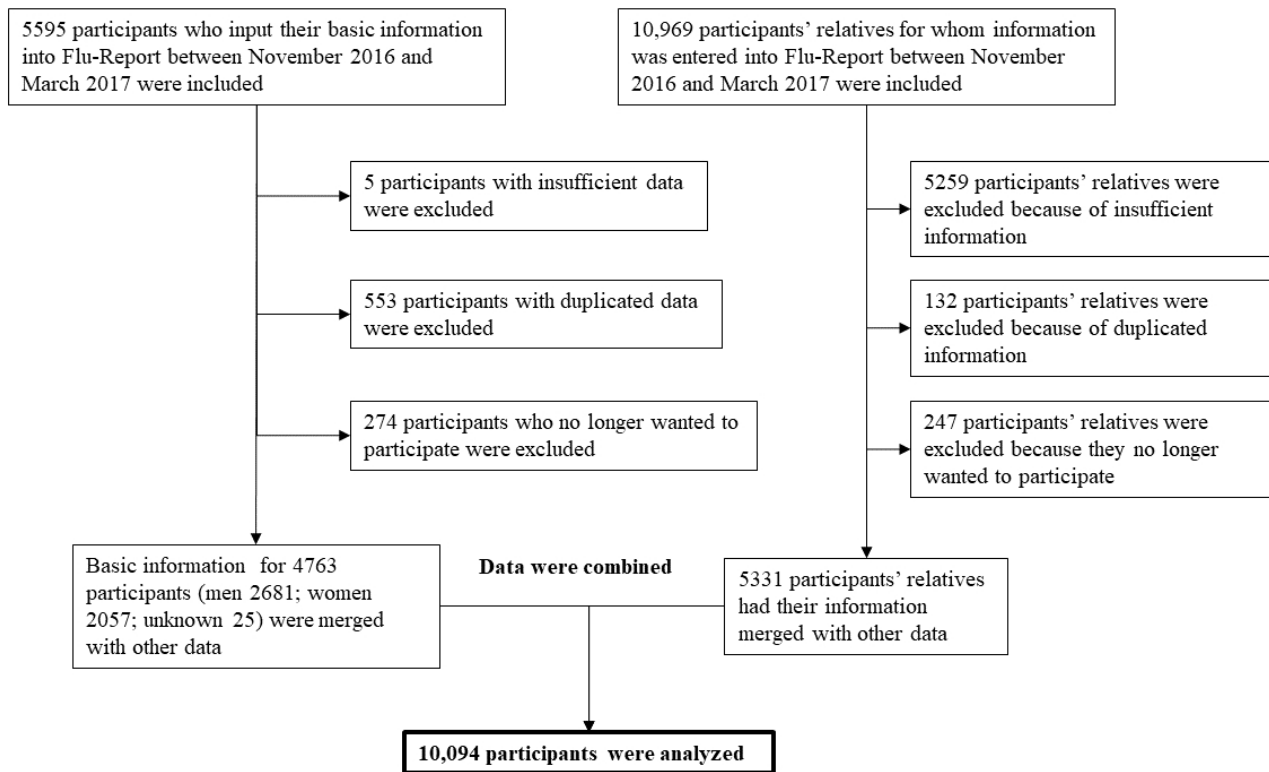 5595 participants who input their basic information
into Flu-Report between November 2016 and
March 2017 were included
10,969 participants’ relatives for whom information
was entered into Flu-Report between November
2016 and March 2017 were included
5 participants with insufficient data
were excluded
5259 participants’ relatives were
excluded because of insufficient
information
553 participants with duplicated data
were excluded
132 participants’ relatives were
excluded because of duplicated
information
274 participants who no longer wanted to
participate were excluded
247 participants’ relatives were
excluded because they no longer
wanted to participate
Basic information for 4763
participants (men 2681; women
2057; unknown 25) were merged
with other data
Data were combined
5331 participants’ relatives
had their information
merged with other data
10,094 participants were analyzed